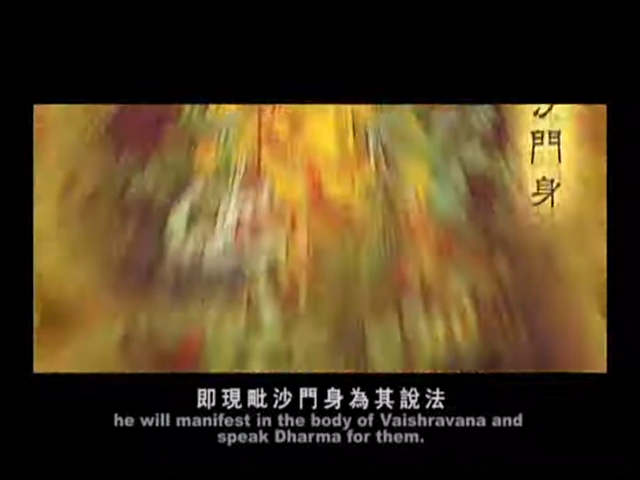 沙門身
即現毗沙門身為其說法
he will manifest in the body of Vaishravana and
speak Dharma for them.